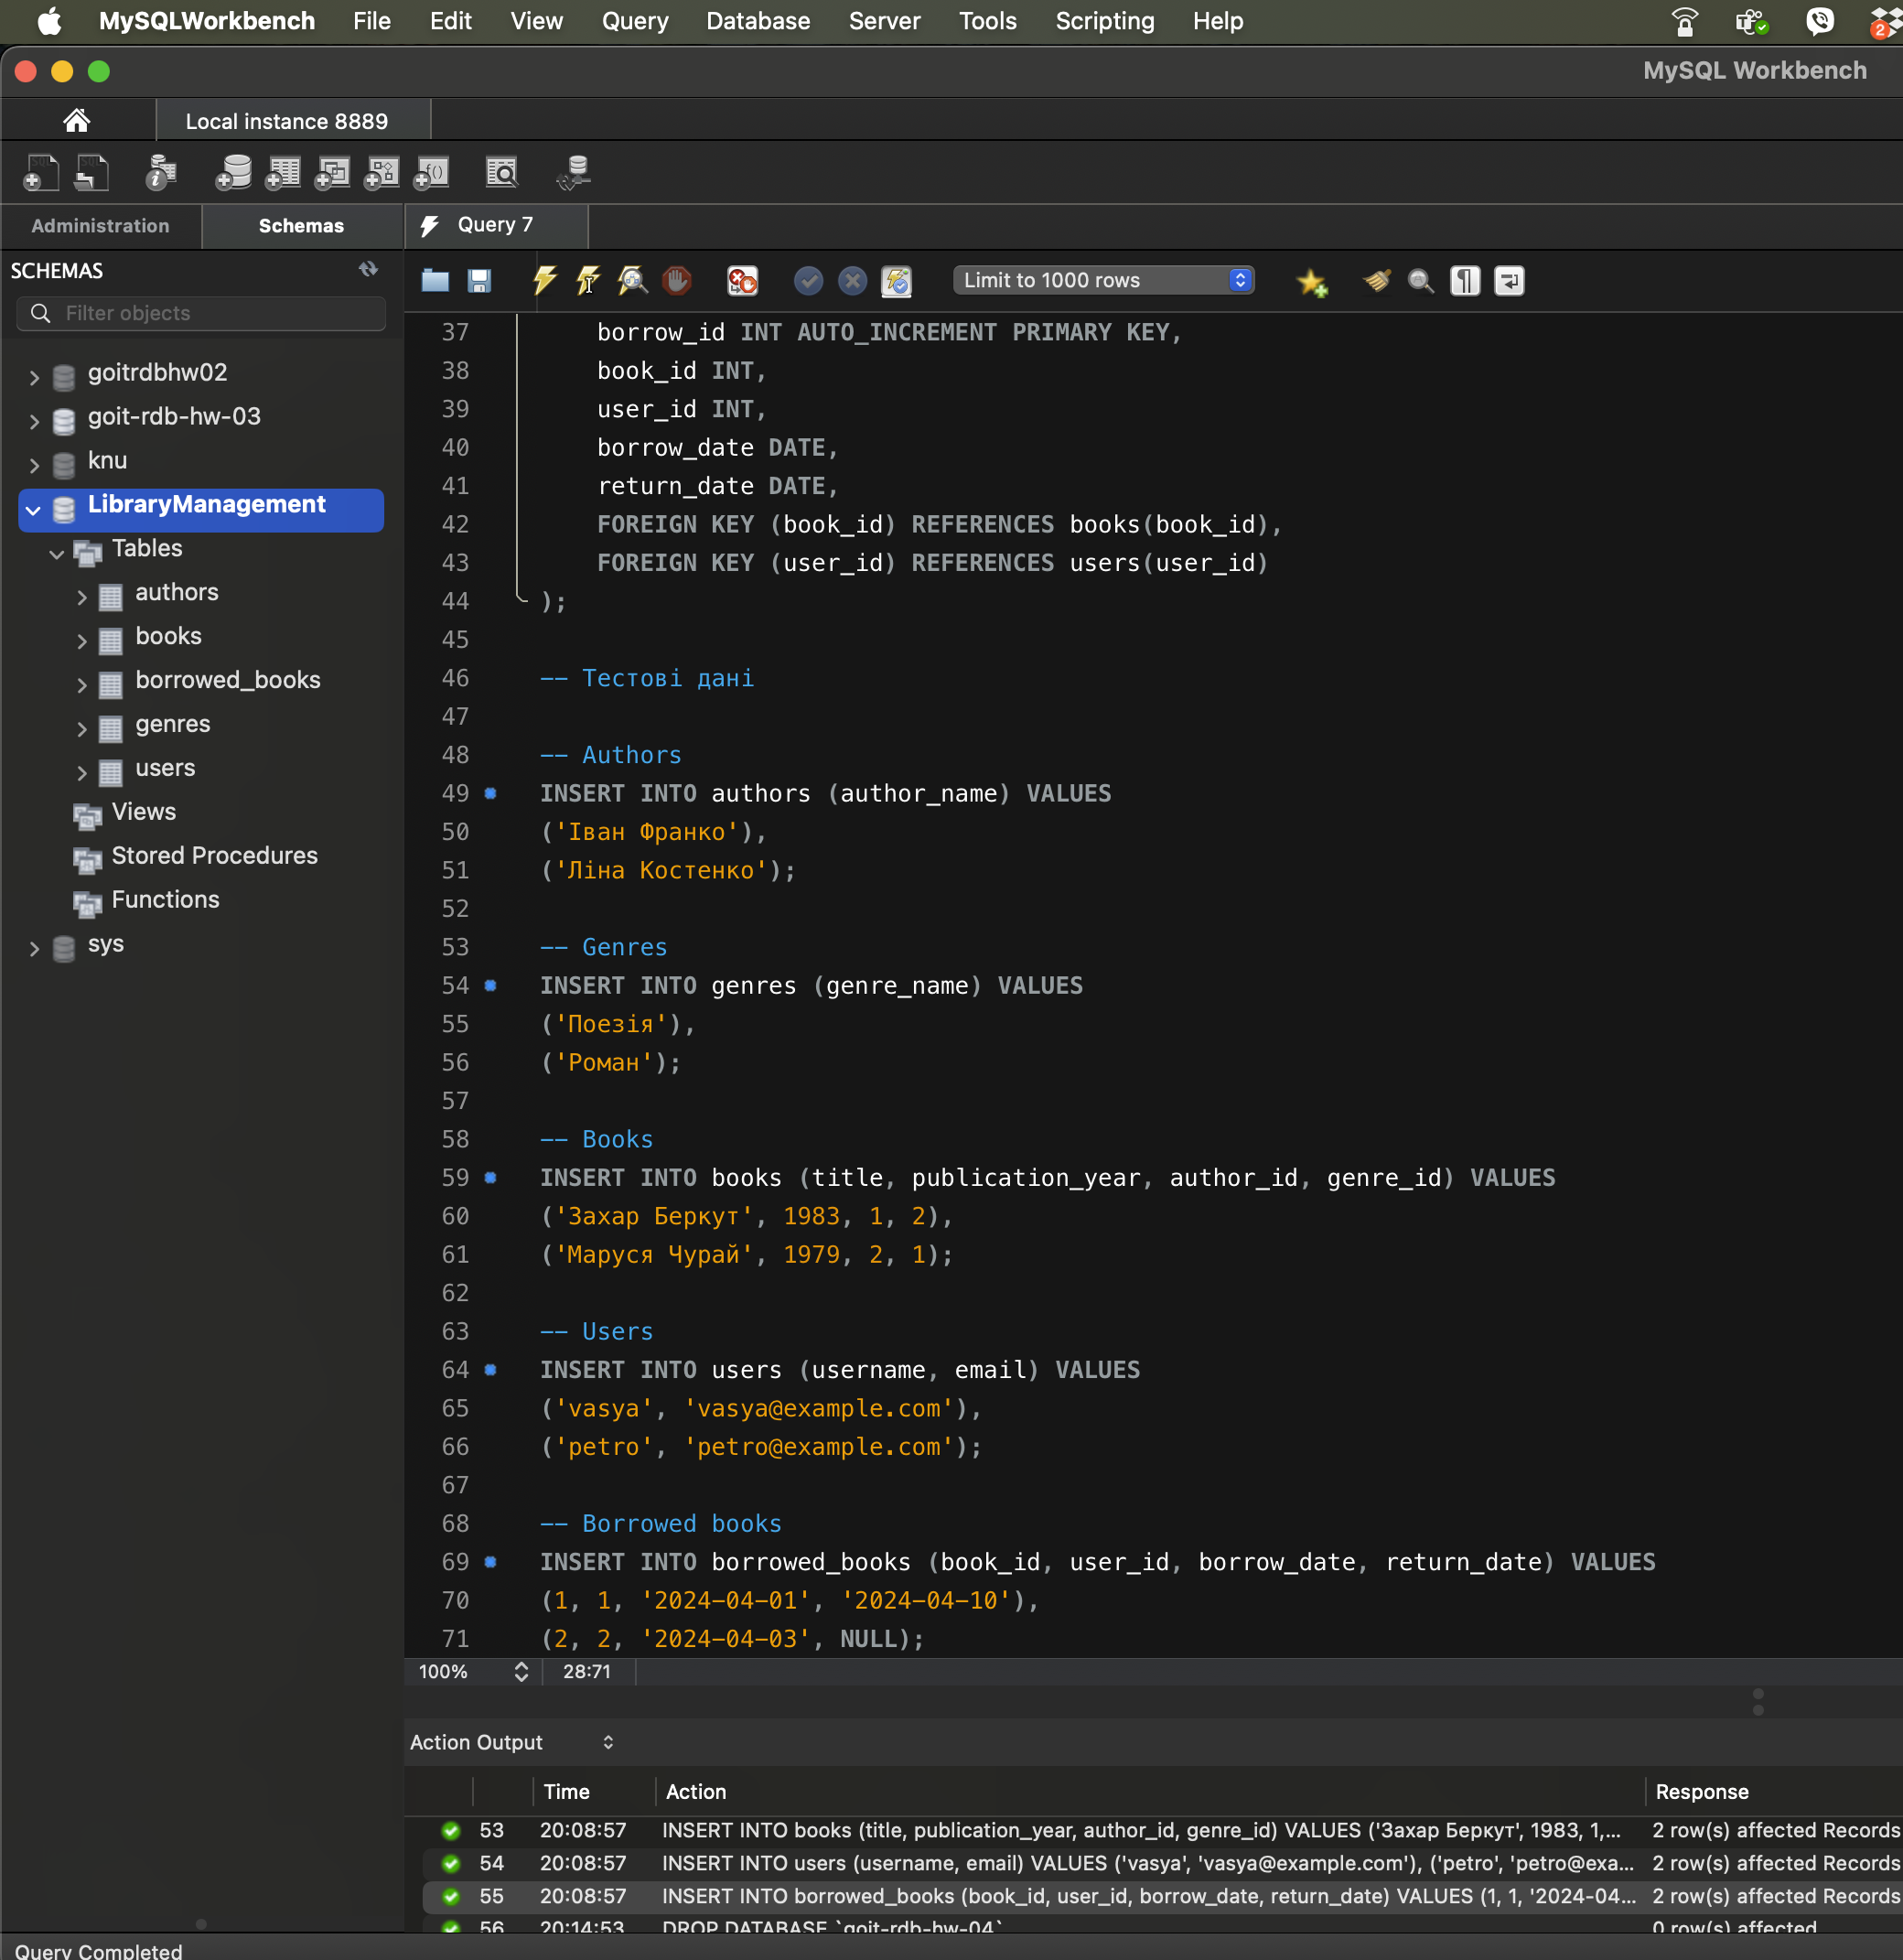 MySQLWorkbench File Edit View Query Database Server Tools Scripting Help
2
MySQL Workbench
Local instance 8889
Administration Schemas Query 7
SCHEMAS
Filter objects
Limit to 1000 rows
goitrdbhw02
goit-rdb-hw-03
knu
LibraryManagement
Tables
authors
books
borrowed_books
genres
users
Views
Stored Procedures
Functions
sys
37 borrow_id INT AUTO_INCREMENT PRIMARY KEY,
38 book_id INT,
39 user_id INT,
40 borrow_date DATE,
41 return_date DATE,
42 FOREIGN KEY (book_id) REFERENCES books(book_id),
43 FOREIGN KEY (user_id) REFERENCES users(user_id)
44 );
45
46 -- Тестові дані
47
48 -- Authors
49 INSERT INTO authors (author_name) VALUES
50 ('Іван Франко'),
51 ('Ліна Костенко');
52
53 -- Genres
54 INSERT INTO genres (genre_name) VALUES
55 ('Поезія'),
56 ('Роман');
57
58 -- Books
59 INSERT INTO books (title, publication_year, author_id, genre_id) VALUES
60 ('Захар Беркут', 1983, 1, 2),
61 ('Маруся Чурай', 1979, 2, 1);
62
63 -- Users
64 INSERT INTO users (username, email) VALUES
65 ('vasya', 'vasya@example.com'),
66 ('petro', 'petro@example.com');
67
68 -- Borrowed books
69 INSERT INTO borrowed_books (book_id, user_id, borrow_date, return_date) VALUES
70 (1, 1, '2024-04-01', '2024-04-10'),
71 (2, 2, '2024-04-03', NULL);
100% 28:71
Action Output
Time Action Response
53 20:08:57 INSERT INTO books (title, publication_year, author_id, genre_id) VALUES ('Захар Беркут', 1983, 1,... 2 row(s) affected Records
54 20:08:57 INSERT INTO users (username, email) VALUES ('vasya', 'vasya@example.com'), ('petro', 'petro@exa... 2 row(s) affected Records
55 20:08:57 INSERT INTO borrowed_books (book_id, user_id, borrow_date, return_date) VALUES (1, 1, '2024-04... 2 row(s) affected Records
56 20:14:53 DROP DATABASE `goit-rdb-hw-04` 0 row(s) affected
Query Completed